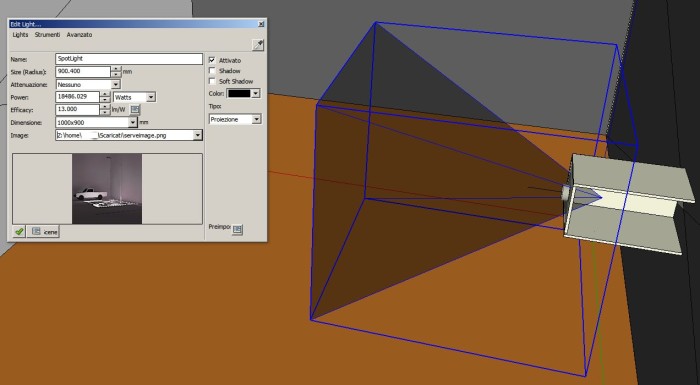 Edit Light...
Lights Strumenti Avanzato
Name: SpotLight
Size (Radius): 900.400 mm
Attenuazione: Nessuno
Power: 18486.029 Watts
Efficacy: 13.000 lm/W
Dimensione: 1000x900 mm
Image: Z:\home\ \Scaricati\serveimage.png
Attivato
Shadow
Soft Shadow
Color:
Tipo:
Proiezione
Preimpo: